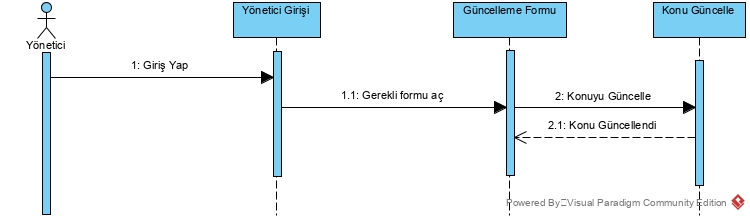 Yönetici Girişi
Güncelleme Formu
Konu Güncelle
Yönetici
1: Giriş Yap
1.1: Gerekli formu aç
2: Konuyu Güncelle
2.1: Konu Güncellendi
Powered By Visual Paradigm Community Edition